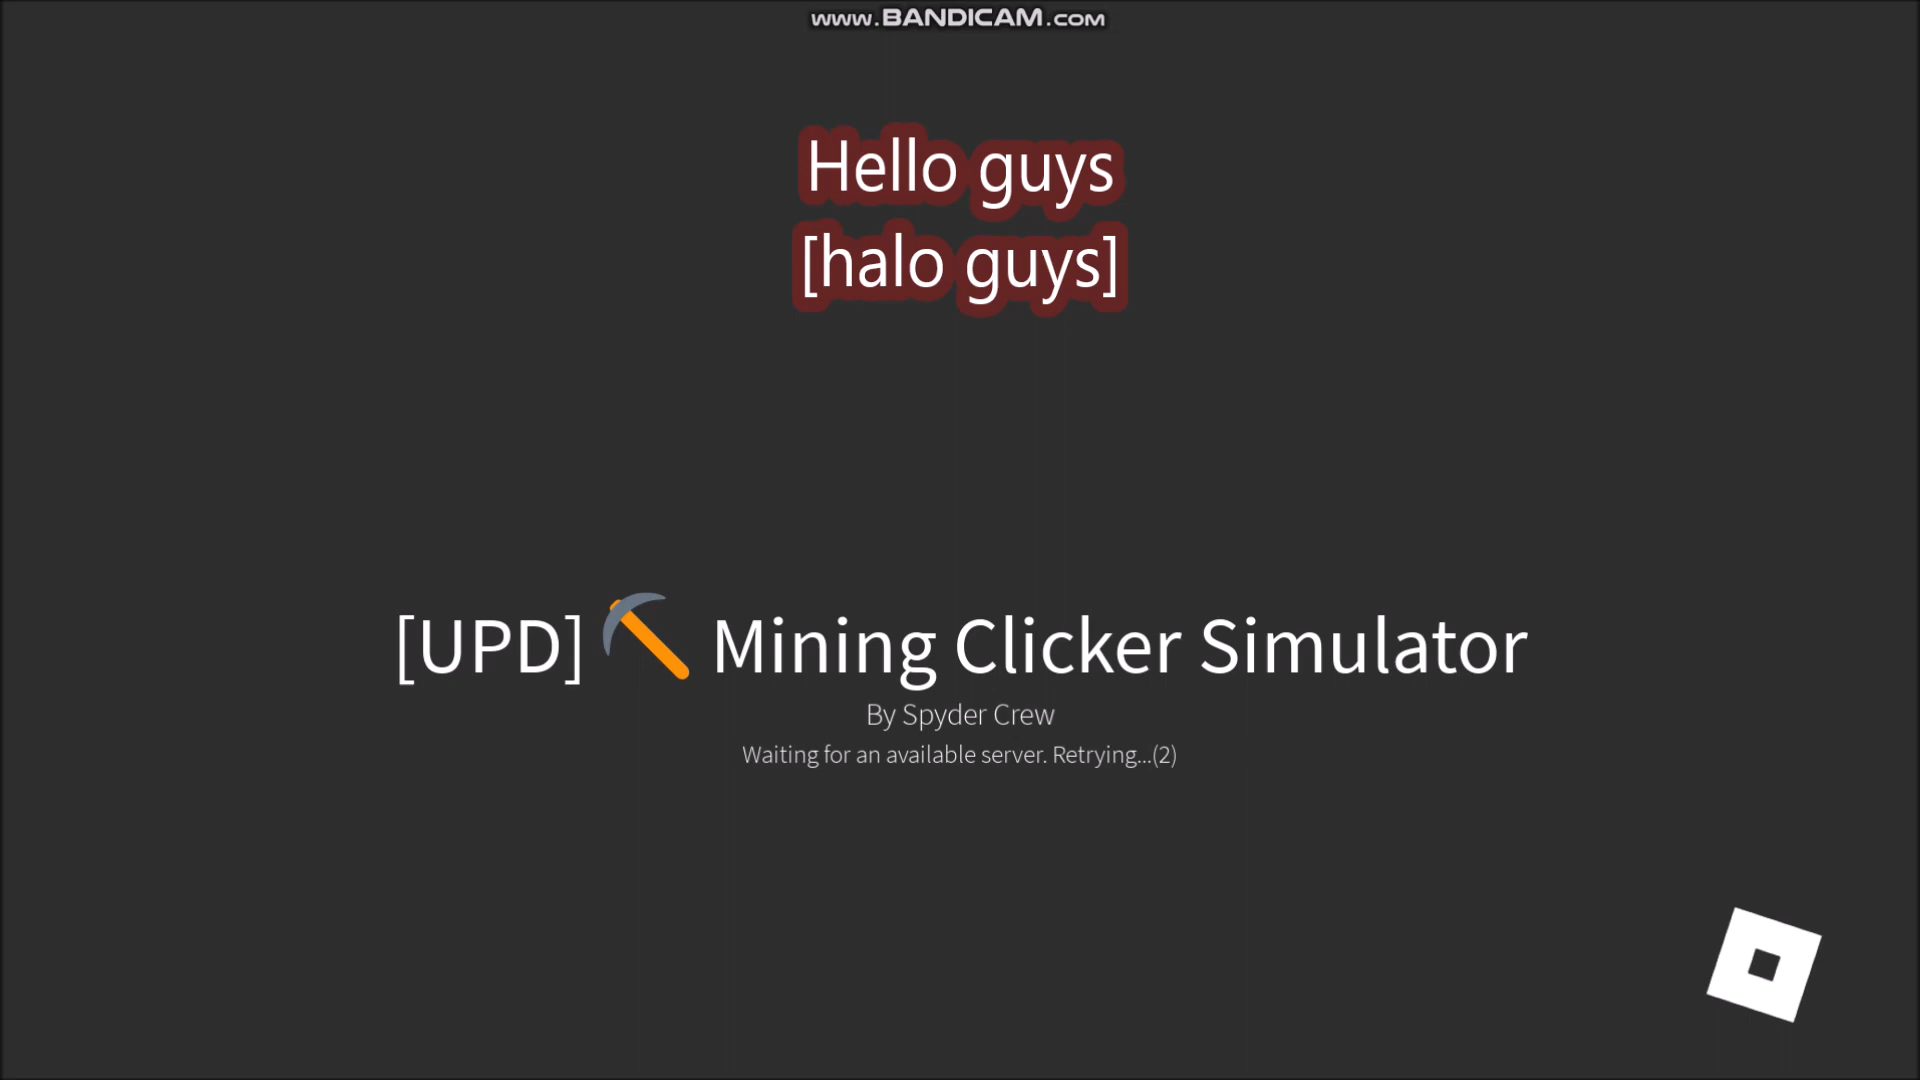 www.BANDICAM.com
Hello guys
[halo guys]
[UPD]⛏ Mining Clicker Simulator
By Spyder Crew
Waiting for an available server. Retrying...(2)